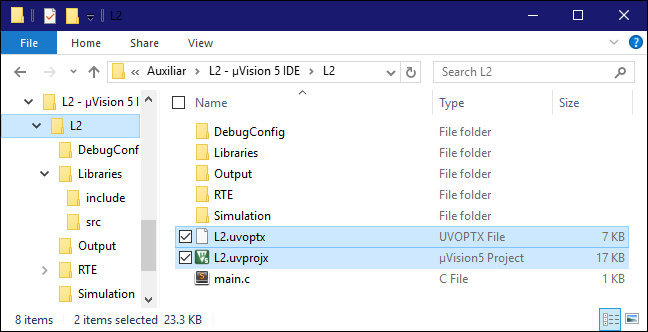 L2
File Home Share View
Auxiliar L2 - µVision 5 IDE L2
Search L2
L2 - µVision 5 I
L2
DebugConf
Libraries
include
src
Output
RTE
Simulation
Name Type Size
DebugConfig File folder
Libraries File folder
Output File folder
RTE File folder
Simulation File folder
L2.uvoptx UVOPTX File 7 KB
L2.uvprojx µVision5 Project 17 KB
main.c C File 1 KB
8 items 2 items selected 23.3 KB